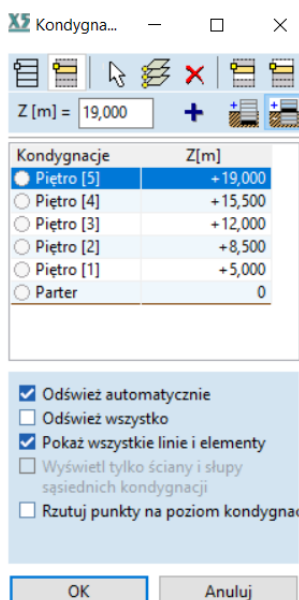 X5 Kondygna...
Z [m] = 19,000
Kondygnacje Z[m]
Piętro [5] +19,000
Piętro [4] +15,500
Piętro [3] +12,000
Piętro [2] +8,500
Piętro [1] +5,000
Parter 0
Odśwież automatycznie
Odśwież wszystko
Pokaż wszystkie linie i elementy
Wyświetl tylko ściany i słupy
sąsiednich kondygnacji
Rzutuj punkty na poziom kondygnac
OK Anuluj